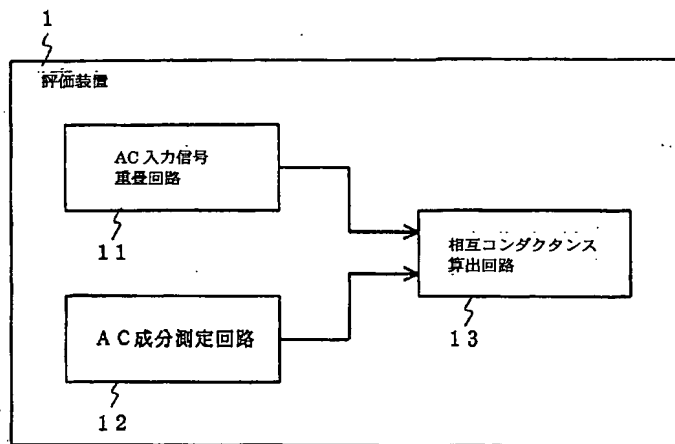 1
評価装置
AC入力信号
重畳回路
11
相互コンダクタンス
算出回路
13
AC成分測定回路
12